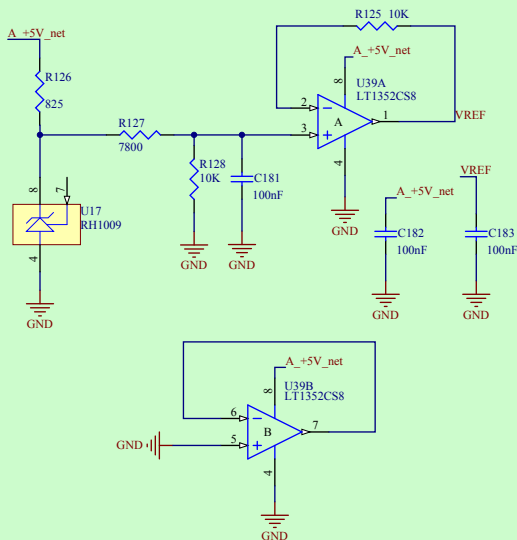 R125 10K
A_+5V_net
A_+5V_net
R126
825
8
U39A
LT1352CS8
2
A
1
VREF
R127
7800
3
4
R128
10K
C181
100nF
8
7
U17
RH1009
4
GND
GND
GND
GND
A_+5V_net
C182
100nF
GND
VREF
C183
100nF
GND
A_+5V_net
8
U39B
LT1352CS8
6
B
7
GND
5
4
GND